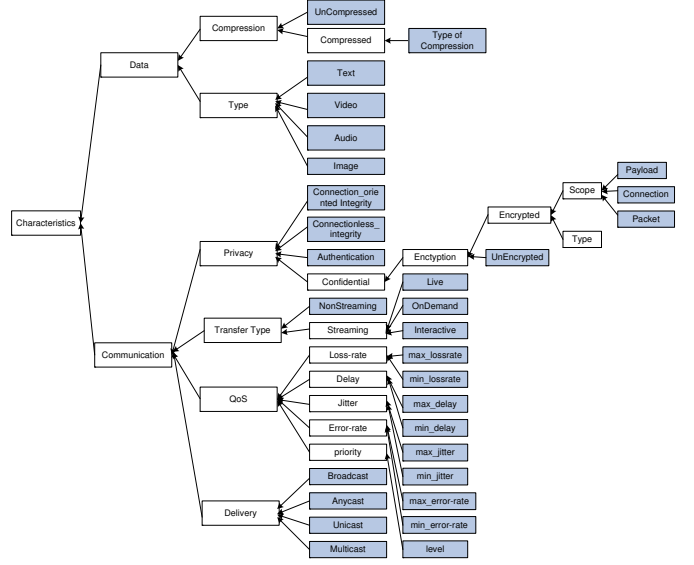 UnCompressed
Compression
Compressed
Type of
Compression
Data
Text
Type
Video
Audio
Image
Characteristics
Connection_orie
nted Integrity
Connectionless_
integrity
Privacy
Authentication
Confidential
Enctyption
Encrypted
UnEncrypted
Scope
Type
Payload
Connection
Packet
Communication
Transfer Type
NonStreaming
Streaming
Live
OnDemand
Interactive
QoS
Loss-rate
Delay
Jitter
Error-rate
priority
max_lossrate
min_lossrate
max_delay
min_delay
max_jitter
min_jitter
max_error-rate
min_error-rate
level
Delivery
Broadcast
Anycast
Unicast
Multicast